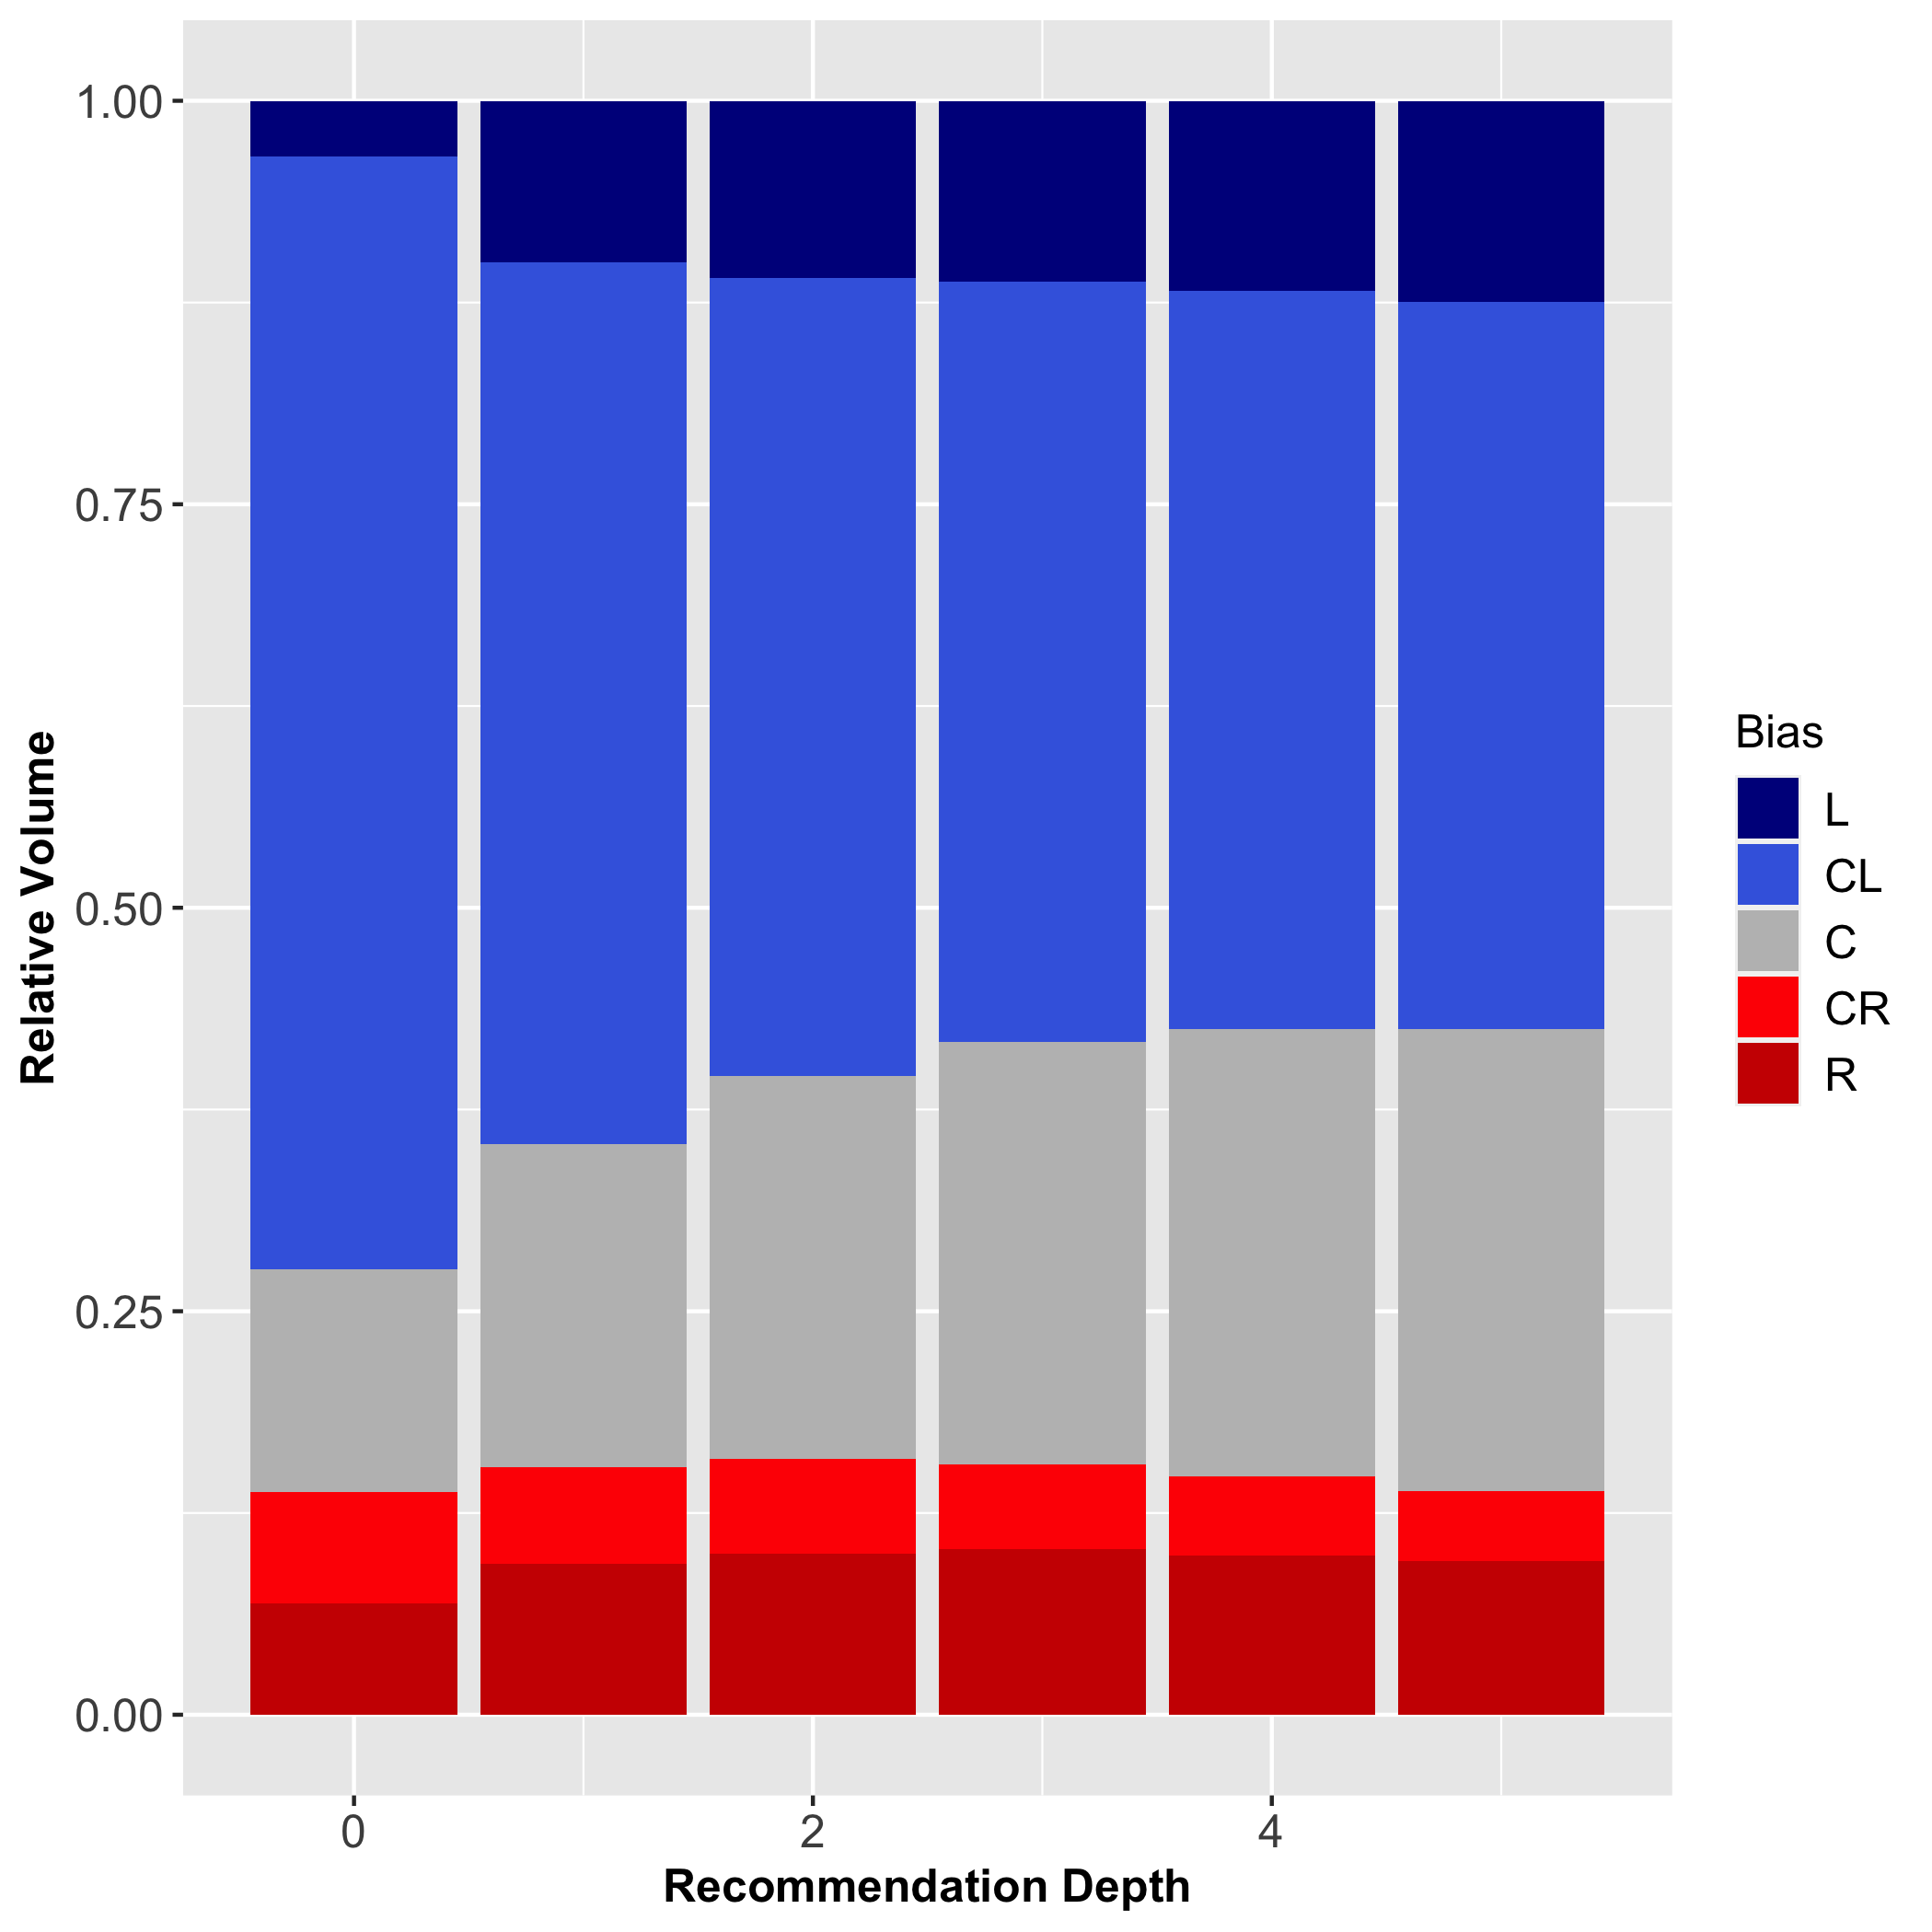 1.00
0.75
0.50
0.25
0.00
Relative Volume
0 2 4
Recommendation Depth
Bias
L
CL
C
CR
R